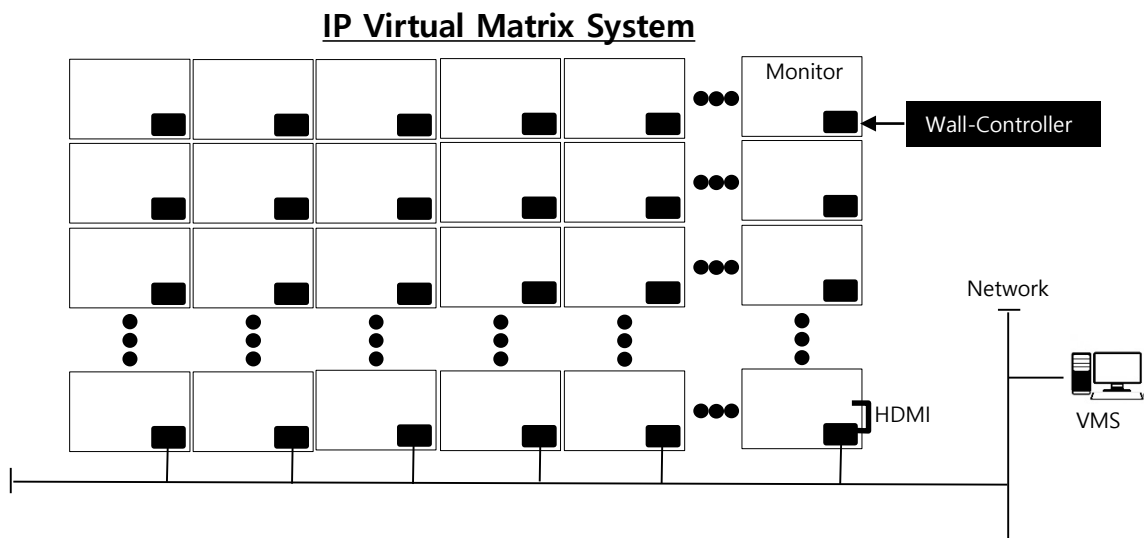 IP Virtual Matrix System
Monitor
Wall-Controller
Network
HDMI
VMS